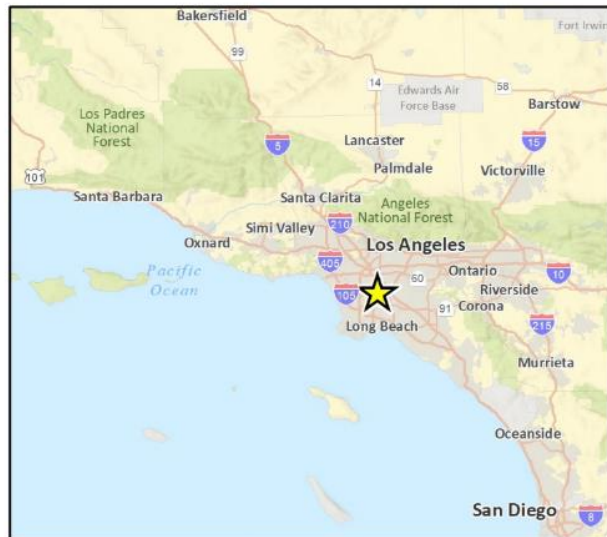 Bakersfield
Fort Irwin
99
14
58
Edwards Air
Force Base
Barstow
Los Padres
National
Forest
5
Lancaster
15
Palmdale
Victorville
101
Santa Barbara
Santa Clarita
Angeles
National Forest
210
Simi Valley
Oxnard
Los Angeles
405
Pacific
Ocean
60
Ontario
10
105
Riverside
91
Corona
Long Beach
215
Murrieta
Oceanside
San Diego
8